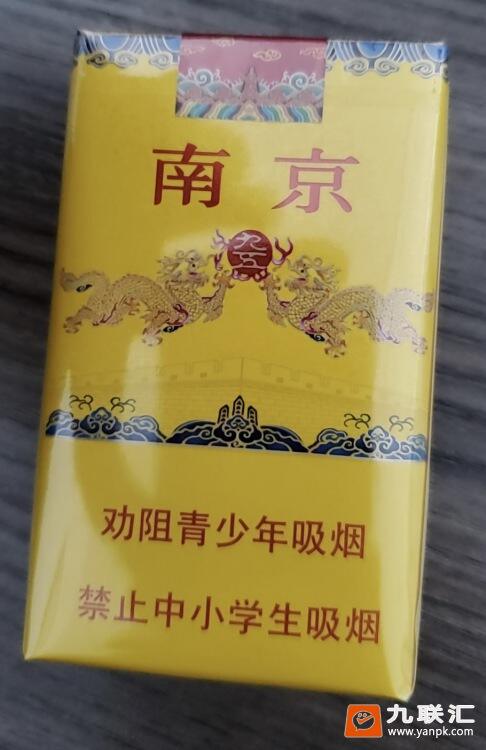 南京
九五
劝阻青少年吸烟
禁止中小学生吸烟
九联汇
www.yanpk.com